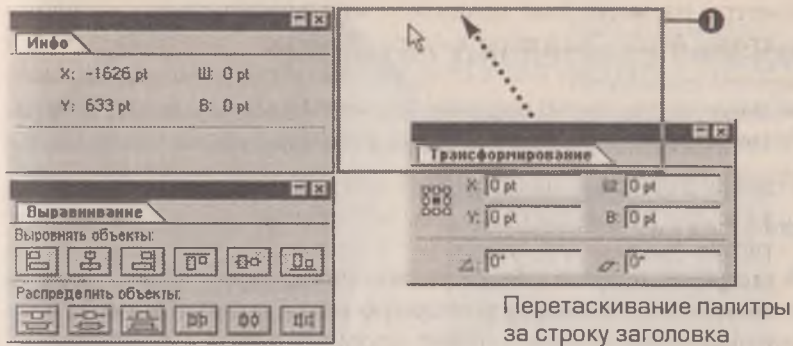 Инфо
X: -1626 pt Ш: 0 pt
Y: 633 pt В: 0 pt
1
Трансформирование
X: 0 pt Ш: 0 pt
Y: 0 pt В: 0 pt
0° 0°
Выравнивание
Выровнять объекты:
Распределить объекты:
Перетаскивание палитры
за строку заголовка